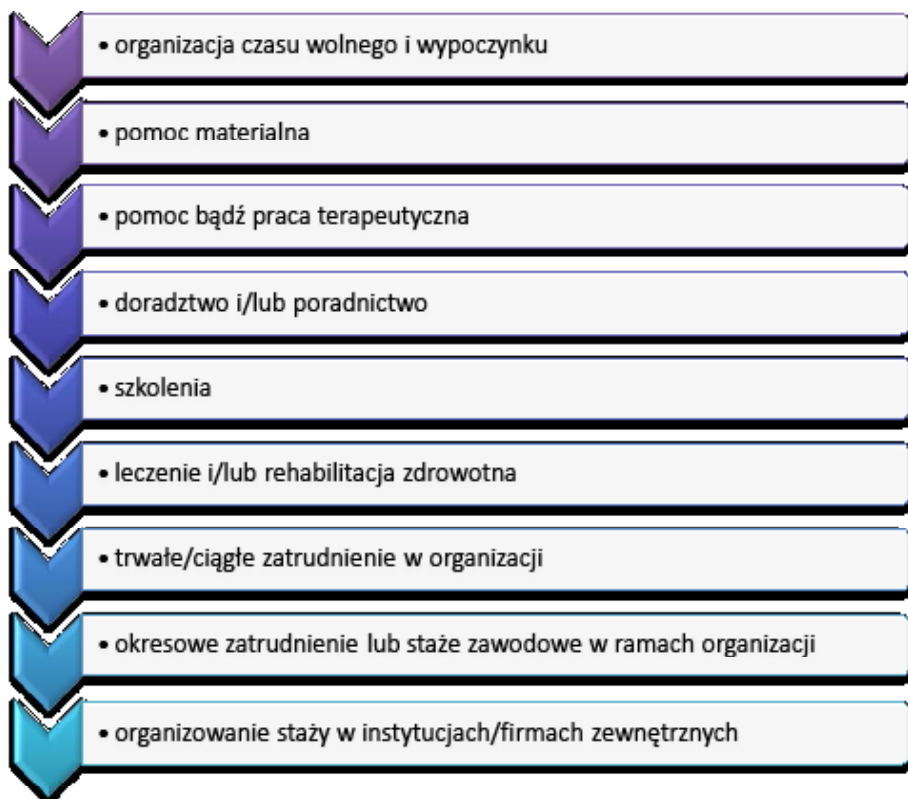 • organizacja czasu wolnego i wypoczynku
• pomoc materialna
• pomoc bądź praca terapeutyczna
• doradztwo i/lub poradnictwo
• szkolenia
• leczenie i/lub rehabilitacja zdrowotna
• trwałe/ciągłe zatrudnienie w organizacji
• okresowe zatrudnienie lub staże zawodowe w ramach organizacji
• organizowanie staży w instytucjach/firmach zewnętrznych